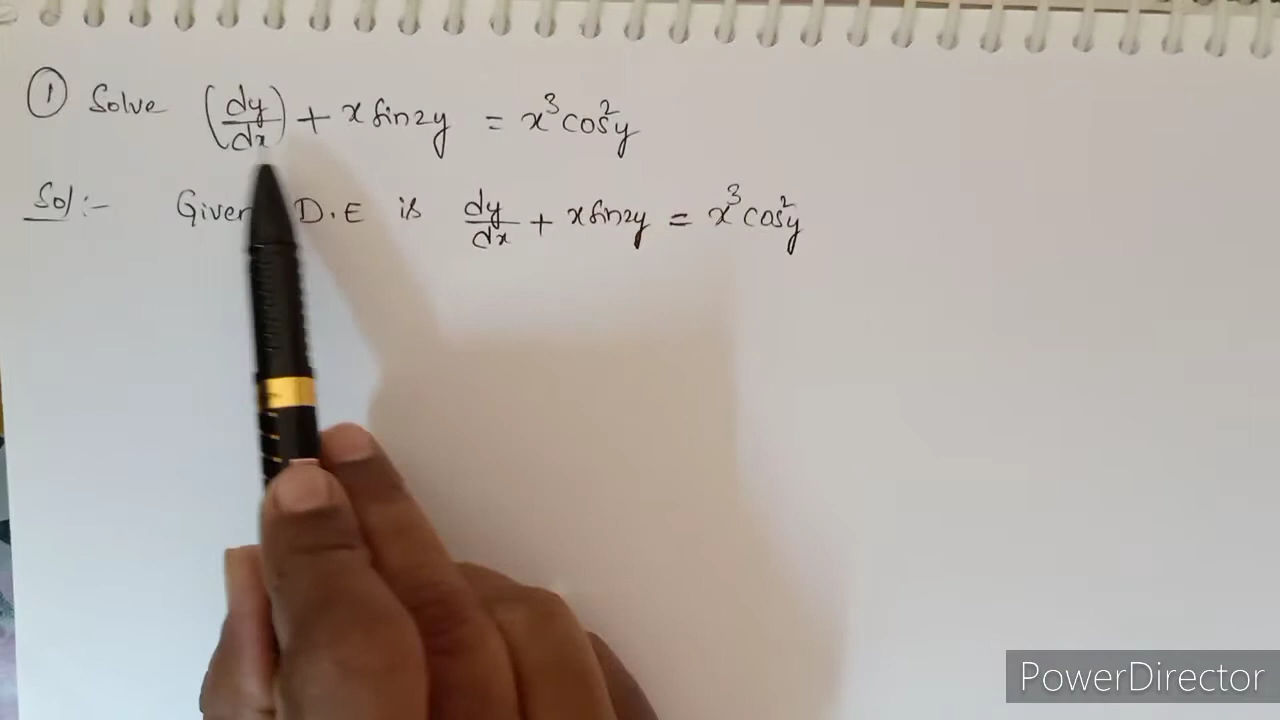 ① Solve (dy/dx) + x sin2y = x³cos²y
Sol:- Given D.E is dy/dx + x sin2y = x³cos²y
PowerDirector